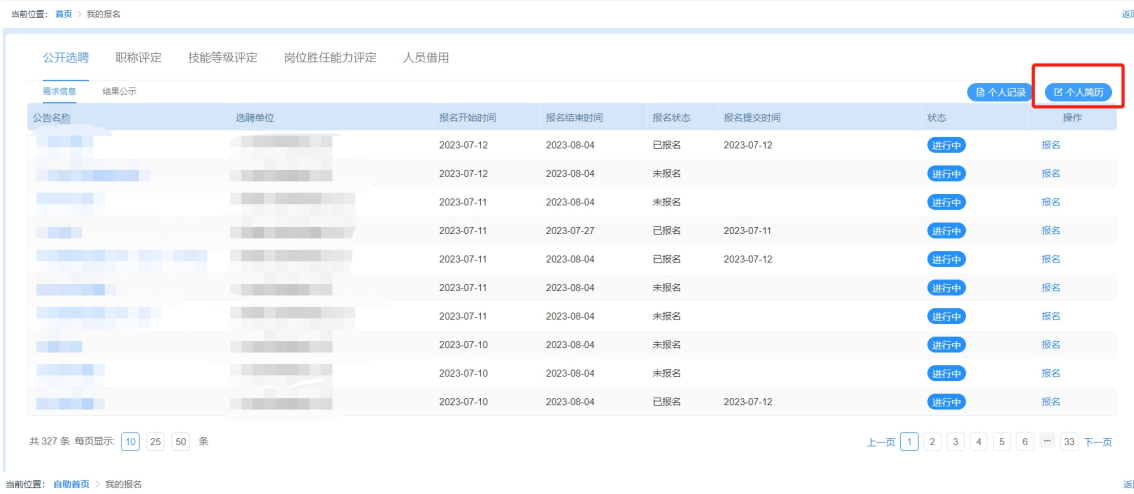 当前位置： 首页 > 我的报名 返回
公开选聘 职称评定 技能等级评定 岗位胜任能力评定 人员借用
需求信息 结果公示 个人记录 个人简历
公告名称 选聘单位 报名开始时间 报名结束时间 报名状态 报名提交时间 状态 操作
2023-07-12 2023-08-04 已报名 2023-07-12 进行中 报名
2023-07-12 2023-08-04 未报名 进行中 报名
2023-07-11 2023-08-04 未报名 进行中 报名
2023-07-11 2023-07-27 已报名 2023-07-11 进行中 报名
2023-07-11 2023-08-04 已报名 2023-07-12 进行中 报名
2023-07-11 2023-08-04 未报名 进行中 报名
2023-07-11 2023-08-04 未报名 进行中 报名
2023-07-10 2023-08-04 未报名 进行中 报名
2023-07-10 2023-08-04 未报名 进行中 报名
2023-07-10 2023-08-04 已报名 2023-07-12 进行中 报名
共 327 条 每页显示: 10 25 50 条 上一页 1 2 3 4 5 6 ··· 33 下一页
当前位置： 自助首页 > 我的报名 返回